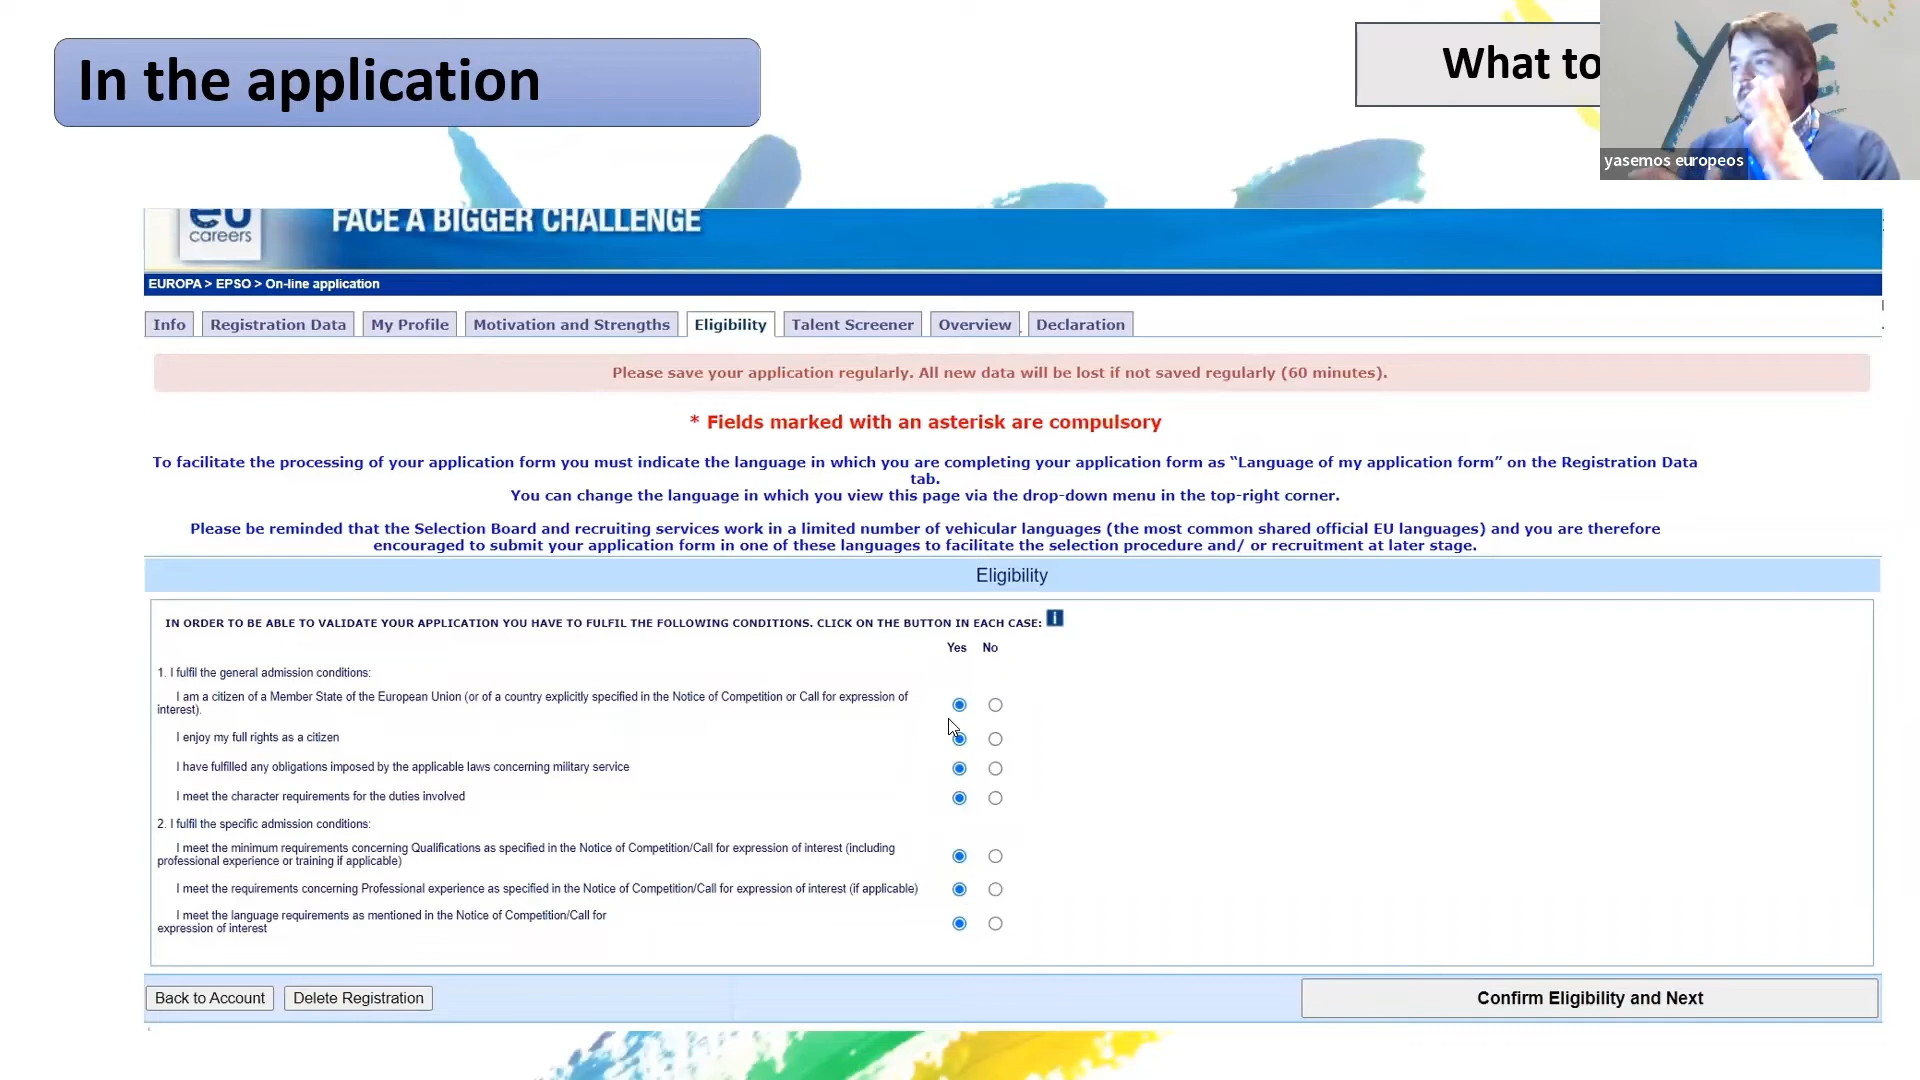 In the application
What to
yasemos europeos
eu
careers
FACE A BIGGER CHALLENGE
EUROPA > EPSO > On-line application
Info
Registration Data
My Profile
Motivation and Strengths
Eligibility
Talent Screener
Overview
Declaration
Please save your application regularly. All new data will be lost if not saved regularly (60 minutes).
* Fields marked with an asterisk are compulsory
To facilitate the processing of your application form you must indicate the language in which you are completing your application form as “Language of my application form” on the Registration Data
tab.
You can change the language in which you view this page via the drop-down menu in the top-right corner.
Please be reminded that the Selection Board and recruiting services work in a limited number of vehicular languages (the most common shared official EU languages) and you are therefore
encouraged to submit your application form in one of these languages to facilitate the selection procedure and/ or recruitment at later stage.
Eligibility
IN ORDER TO BE ABLE TO VALIDATE YOUR APPLICATION YOU HAVE TO FULFIL THE FOLLOWING CONDITIONS. CLICK ON THE BUTTON IN EACH CASE: i
Yes No
1. I fulfil the general admission conditions:
I am a citizen of a Member State of the European Union (or of a country explicitly specified in the Notice of Competition or Call for expression of
interest).
I enjoy my full rights as a citizen
I have fulfilled any obligations imposed by the applicable laws concerning military service
I meet the character requirements for the duties involved
2. I fulfil the specific admission conditions:
I meet the minimum requirements concerning Qualifications as specified in the Notice of Competition/Call for expression of interest (including
professional experience or training if applicable)
I meet the requirements concerning Professional experience as specified in the Notice of Competition/Call for expression of interest (if applicable)
I meet the language requirements as mentioned in the Notice of Competition/Call for
expression of interest
Back to Account
Delete Registration
Confirm Eligibility and Next